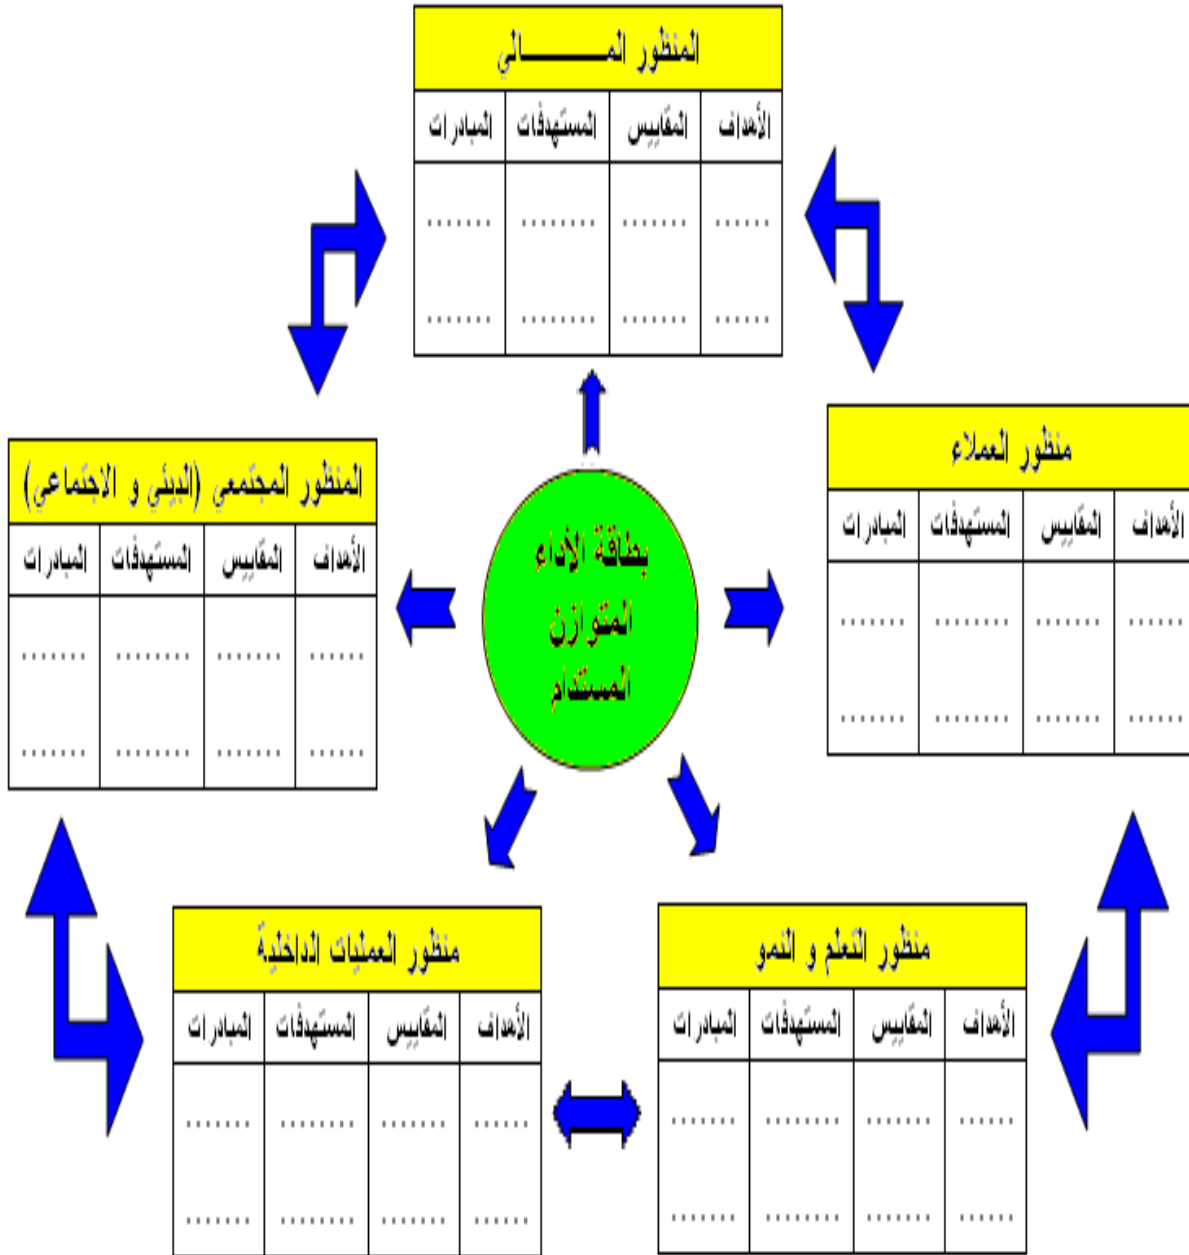 المنظور المـــــــــالي
الأهداف المقاييس المستهدفات المبادرات
....... ........ ....... ......
....... ........ ....... ......
منظور العملاء
الأهداف المقاييس المستهدفات المبادرات
....... ........ ....... ......
....... ........ ....... ......
المنظور المجتمعي (البيئي و الاجتماعي)
الأهداف المقاييس المستهدفات المبادرات
....... ........ ....... ......
....... ........ ....... ......
بطاقة الأداء
المتوازن
المستدام
منظور التعلم و النمو
الأهداف المقاييس المستهدفات المبادرات
....... ........ ....... ......
....... ........ ....... ......
منظور العمليات الداخلية
الأهداف المقاييس المستهدفات المبادرات
....... ........ ....... ......
....... ........ ....... ......